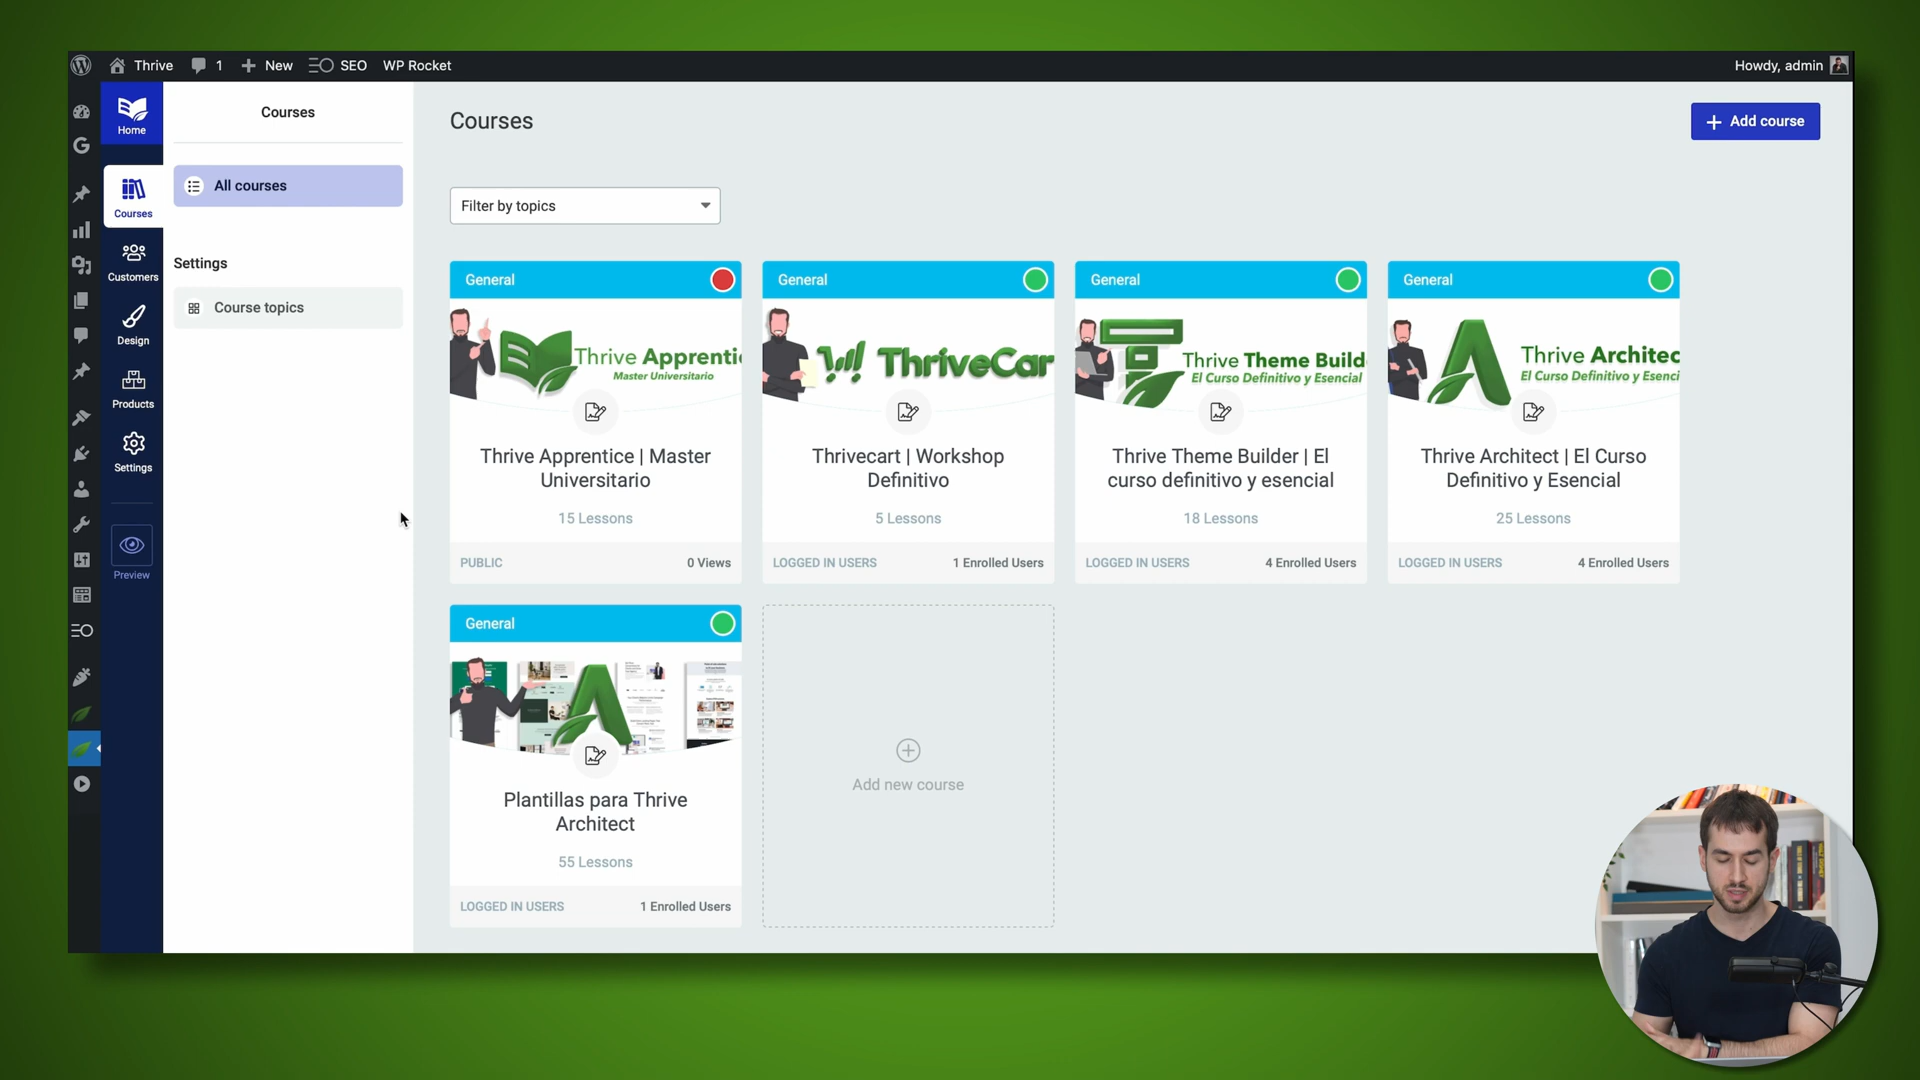 Thrive
1
New
SEO
WP Rocket
Howdy, admin
Home
Courses
Customers
Design
Products
Settings
Preview
Courses
All courses
Settings
Course topics
Courses
Add course
Filter by topics
General
Thrive Apprentic
Master Universitario
Thrive Apprentice | Master
Universitario
15 Lessons
PUBLIC
0 Views
General
ThriveCar
Thrivecart | Workshop
Definitivo
5 Lessons
LOGGED IN USERS
1 Enrolled Users
General
Thrive Theme Build
El Curso Definitivo y Esencial
Thrive Theme Builder | El
curso definitivo y esencial
18 Lessons
LOGGED IN USERS
4 Enrolled Users
General
Thrive Architec
El Curso Definitivo y Esenci
Thrive Architect | El Curso
Definitivo y Esencial
25 Lessons
LOGGED IN USERS
4 Enrolled Users
General
Plantillas para Thrive
Architect
55 Lessons
LOGGED IN USERS
1 Enrolled Users
Add new course